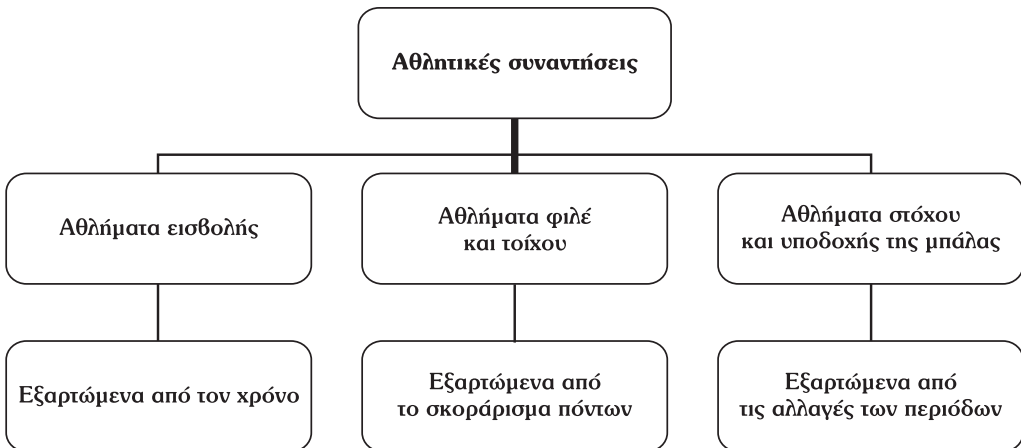 Αθλητικές συναντήσεις
Αθλήματα εισβολής
Αθλήματα φιλέ
και τοίχου
Αθλήματα στόχου
και υποδοχής της μπάλας
Εξαρτώμενα από τον χρόνο
Εξαρτώμενα από
το σκοράρισμα πόντων
Εξαρτώμενα από
τις αλλαγές των περιόδων